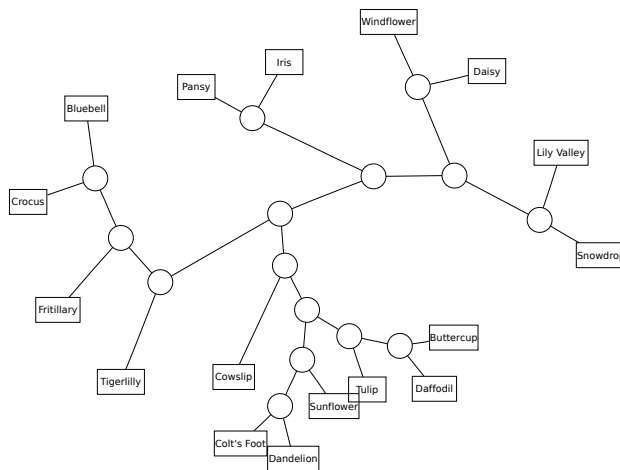 Windflower
Iris
Daisy
Pansy
Bluebell
Lily Valley
Crocus
Snowdrop
Fritillary
Buttercup
Cowslip
Tigerlilly
Tulip
Daffodil
Sunflower
Colt's Foot
Dandelion